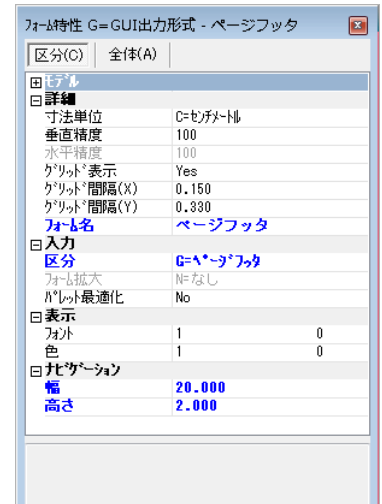 ﾌｫｰﾑ特性 G=GUI出力形式 - ページフッタ
区分(C) 全体(A)
ﾓﾃﾞﾙ
詳細
寸法単位 C=ｾﾝﾁﾒｰﾄﾙ
垂直精度 100
水平精度 100
ｸﾞﾘｯﾄﾞ表示 Yes
ｸﾞﾘｯﾄﾞ間隔(X) 0.150
ｸﾞﾘｯﾄﾞ間隔(Y) 0.330
ﾌｫｰﾑ名 ページフッタ
入力
区分 G=ﾍﾟｰｼﾞﾌｯﾀ
ﾌｫｰﾑ拡大 N=なし
ﾊﾟﾚｯﾄ最適化 No
表示
ﾌｫﾝﾄ 1 0
色 1 0
ﾅﾋﾞｹﾞｰｼｮﾝ
幅 20.000
高さ 2.000